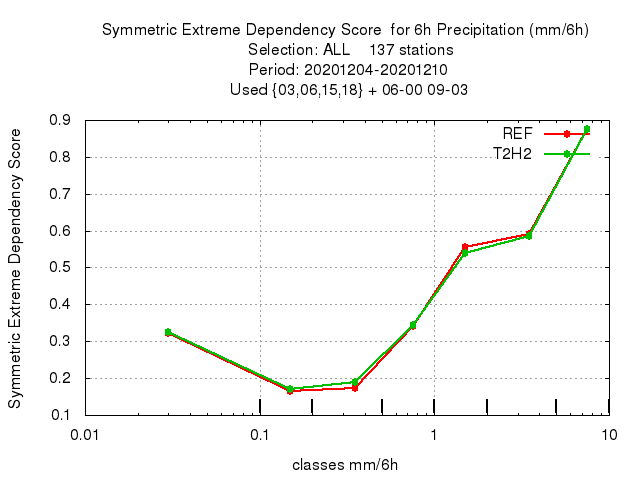 Symmetric Extreme Dependency Score for 6h Precipitation (mm/6h)
Selection: ALL 137 stations
Period: 20201204-20201210
Used {03,06,15,18} + 06-00 09-03
Symmetric Extreme Dependency Score
0.9
0.8
0.7
0.6
0.5
0.4
0.3
0.2
0.1
REF
T2H2
0.01 0.1 1 10
classes mm/6h